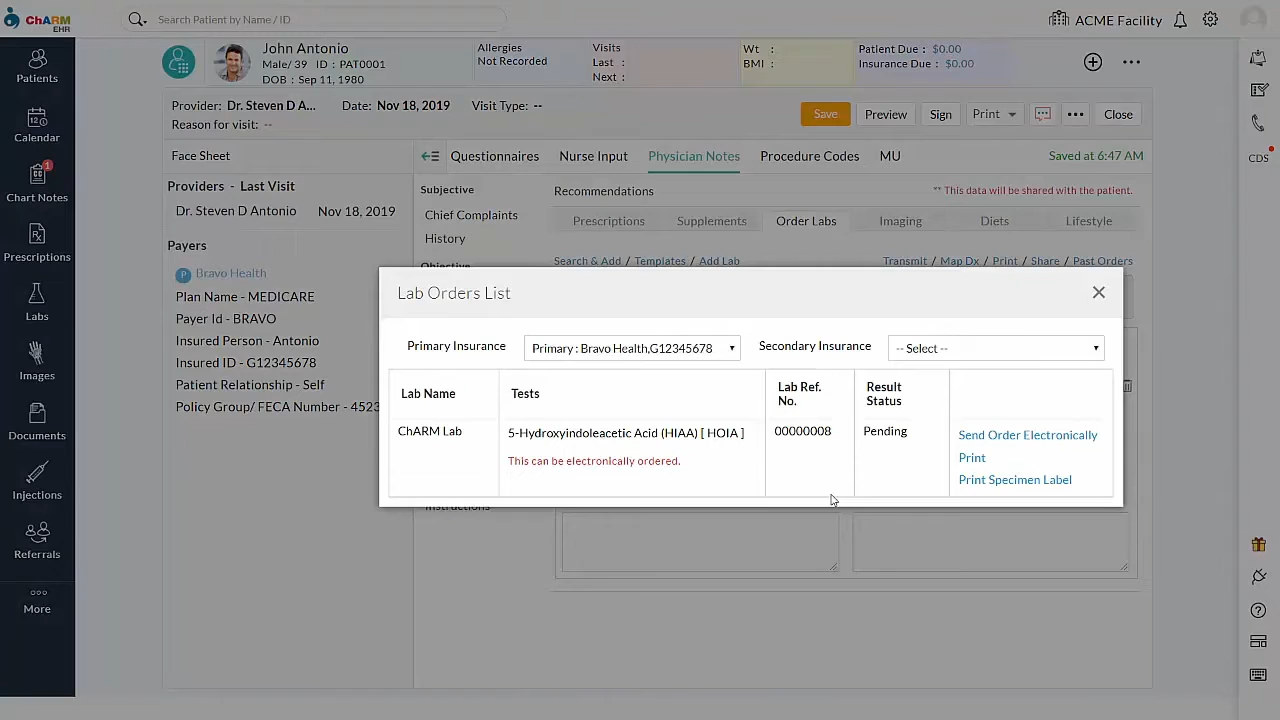 ChARM
EHR
Search Patient by Name / ID
ACME Facility
Patients
Calendar
1
Chart Notes
Prescriptions
Labs
Images
Documents
Injections
Referrals
More
John Antonio
Male/ 39 ID : PAT0001
DOB : Sep 11, 1980
Allergies
Not Recorded
Visits
Last :
Next :
Wt :
BMI :
Patient Due : $0.00
Insurance Due : $0.00
Provider: Dr. Steven D A... Date: Nov 18, 2019 Visit Type: --
Reason for visit: --
Save Preview Sign Print Close
Face Sheet
Questionnaires Nurse Input Physician Notes Procedure Codes MU
Saved at 6:47 AM
Providers - Last Visit
Dr. Steven D Antonio Nov 18, 2019
Payers
P Bravo Health
Plan Name - MEDICARE
Payer Id - BRAVO
Insured Person - Antonio
Insured ID - G12345678
Patient Relationship - Self
Policy Group/ FECA Number - 4523
Subjective
Chief Complaints
History
Objective
Instructions
Recommendations
** This data will be shared with the patient.
Prescriptions Supplements Order Labs Imaging Diets Lifestyle
Search & Add / Templates / Add Lab
Transmit / Map Dx / Print / Share / Past Orders
Lab Orders List
Primary Insurance Primary : Bravo Health,G12345678 Secondary Insurance -- Select --
Lab Name Tests Lab Ref. No. Result Status
ChARM Lab 5-Hydroxyindoleacetic Acid (HIAA) [ HOIA ] 00000008 Pending
This can be electronically ordered.
Send Order Electronically
Print
Print Specimen Label
CDS